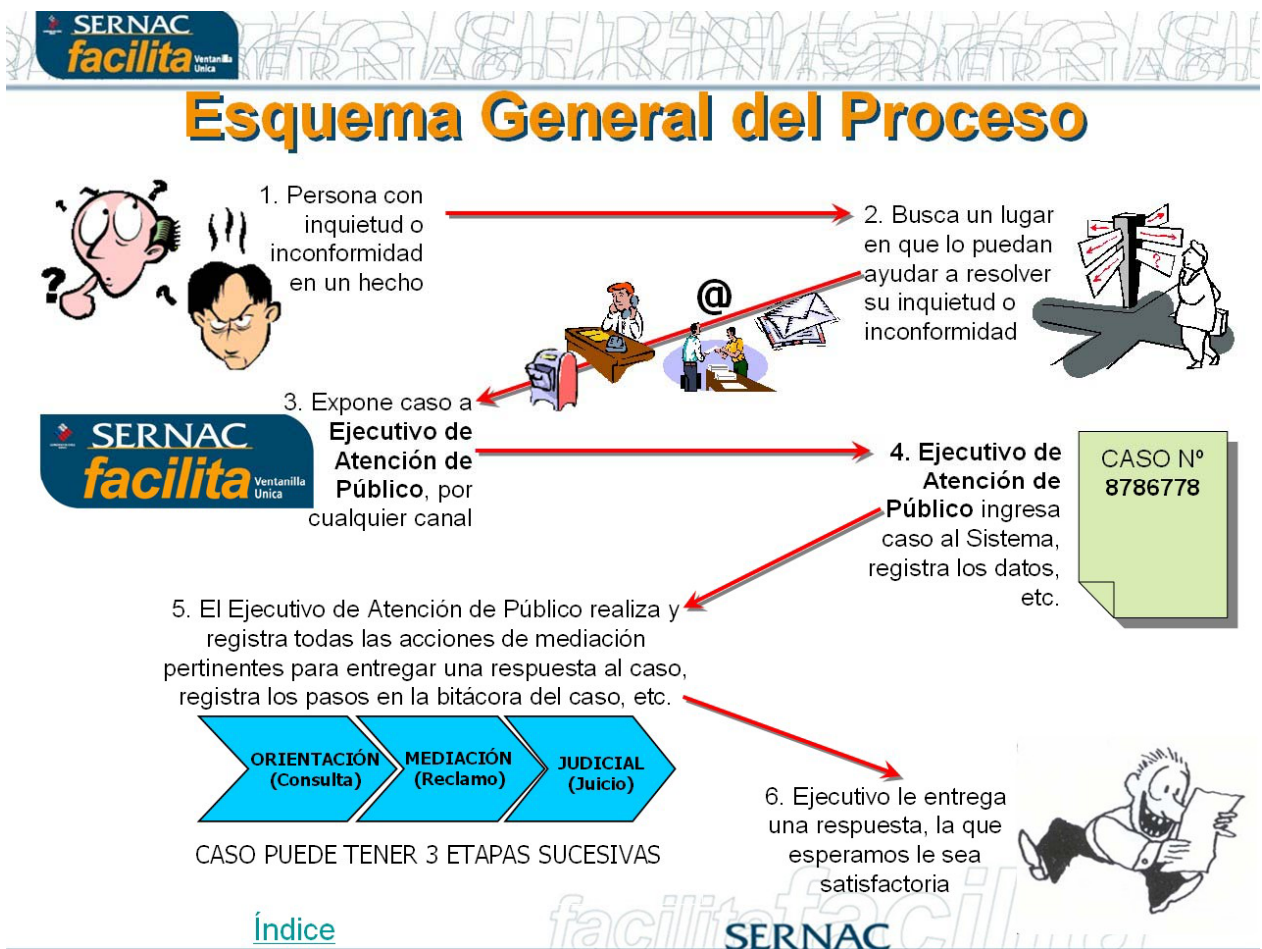 SERNAC
facilita Ventanilla
Unica
Esquema General del Proceso
1. Persona con
inquietud o
inconformidad
en un hecho
2. Busca un lugar
en que lo puedan
ayudar a resolver
su inquietud o
inconformidad
@
3. Expone caso a
Ejecutivo de
Atención de
Público, por
cualquier canal
SERNAC
facilita Ventanilla
Unica
4. Ejecutivo de
Atención de
Público ingresa
caso al Sistema,
registra los datos,
etc.
CASO Nº
8786778
5. El Ejecutivo de Atención de Público realiza y
registra todas las acciones de mediación
pertinentes para entregar una respuesta al caso,
registra los pasos en la bitácora del caso, etc.
ORIENTACIÓN
(Consulta)
MEDIACIÓN
(Reclamo)
JUDICIAL
(Juicio)
CASO PUEDE TENER 3 ETAPAS SUCESIVAS
6. Ejecutivo le entrega
una respuesta, la que
esperamos le sea
satisfactoria
Índice
facilita
SERNAC